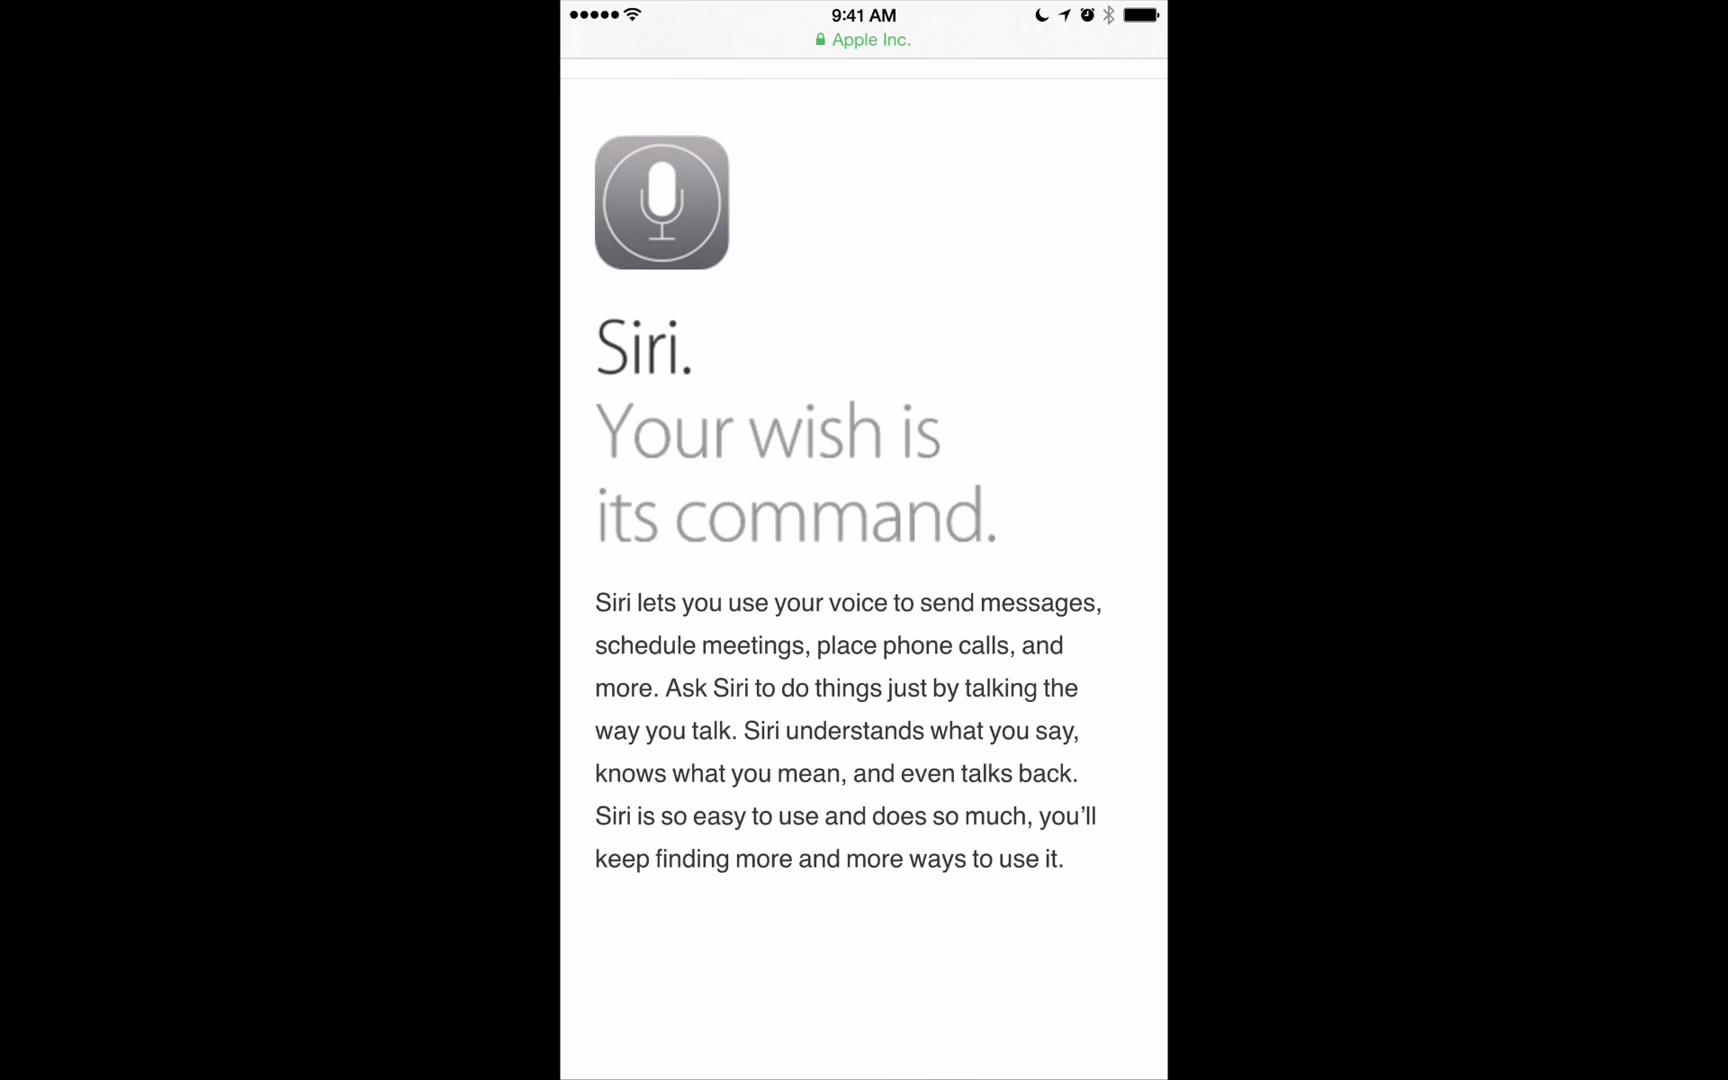 9:41 AM
Apple Inc.
Siri.
Your wish is
its command.
Siri lets you use your voice to send messages,
schedule meetings, place phone calls, and
more. Ask Siri to do things just by talking the
way you talk. Siri understands what you say,
knows what you mean, and even talks back.
Siri is so easy to use and does so much, you’ll
keep finding more and more ways to use it.